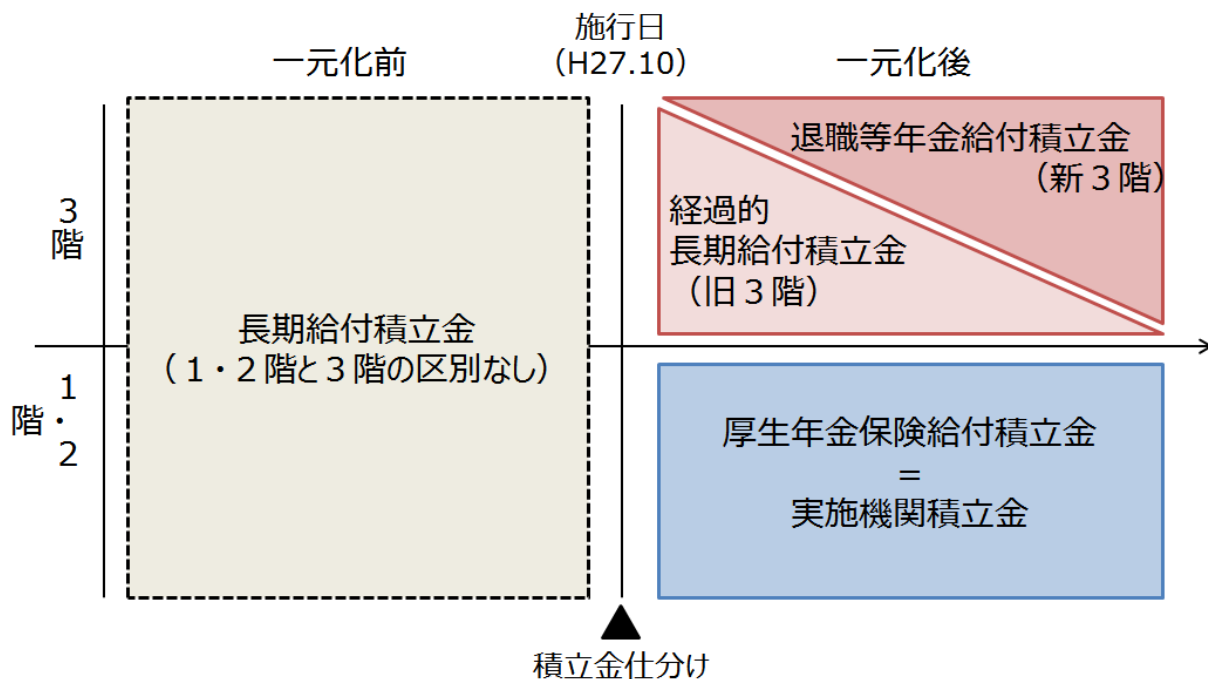 施行日
(H27.10)
一元化前
一元化後
3階
1・2階
長期給付積立金
(1・2階と3階の区別なし)
退職等年金給付積立金
(新3階)
経過的
長期給付積立金
(旧3階)
厚生年金保険給付積立金
=
実施機関積立金
積立金仕分け